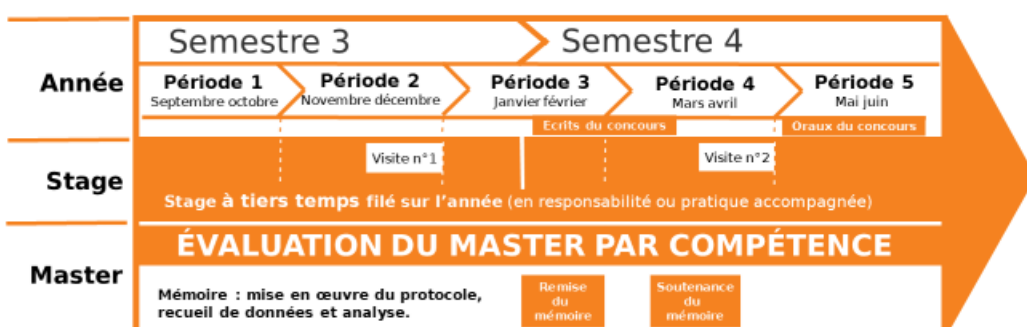 Semestre 3
Semestre 4
Année
Période 1
Septembre octobre
Période 2
Novembre décembre
Période 3
Janvier février
Période 4
Mars avril
Période 5
Mai juin
Ecrits du concours
Oraux du concours
Stage
Visite n°1
Visite n°2
Stage à tiers temps filé sur l'année (en responsabilité ou pratique accompagnée)
Master
ÉVALUATION DU MASTER PAR COMPÉTENCE
Mémoire : mise en œuvre du protocole,
recueil de données et analyse.
Remise
du
mémoire
Soutenance
du
mémoire